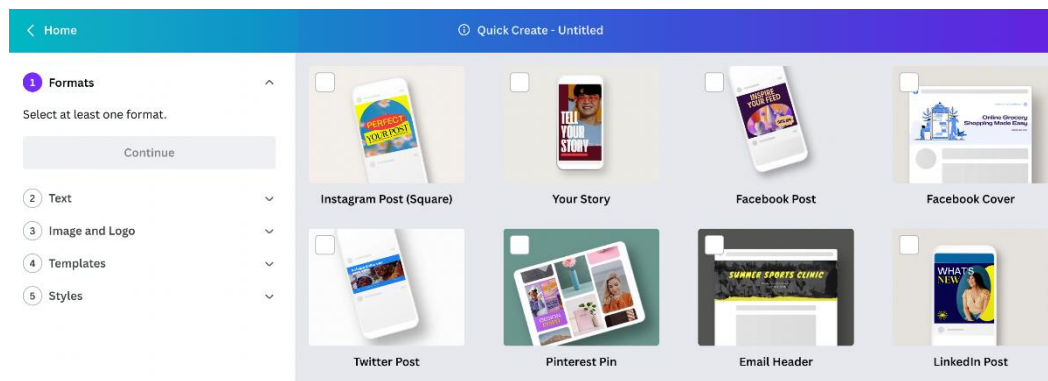 Home
Quick Create - Untitled
1 Formats
Select at least one format.
Continue
2 Text
3 Image and Logo
4 Templates
5 Styles
PERFECT
YOUR POST
Instagram Post (Square)
TELL
YOUR
STORY
Your Story
INSPIRE
YOUR FEED
Facebook Post
Online Grocery
Shopping Made Easy
Facebook Cover
Twitter Post
DESIGN
Pinterest Pin
SUMMER SPORTS CLINIC
Email Header
WHAT'S
NEW
LinkedIn Post